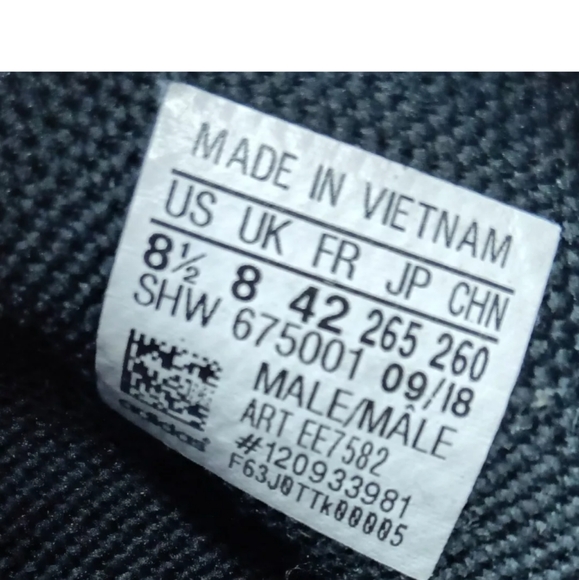 MADE IN VIETNAM
US UK FR JP CHN
8½ 8 42 265 260
SHW 675001 09/18
MALE/MÂLE
ART EE7582
adidas #120933981
F63J0TTk00005